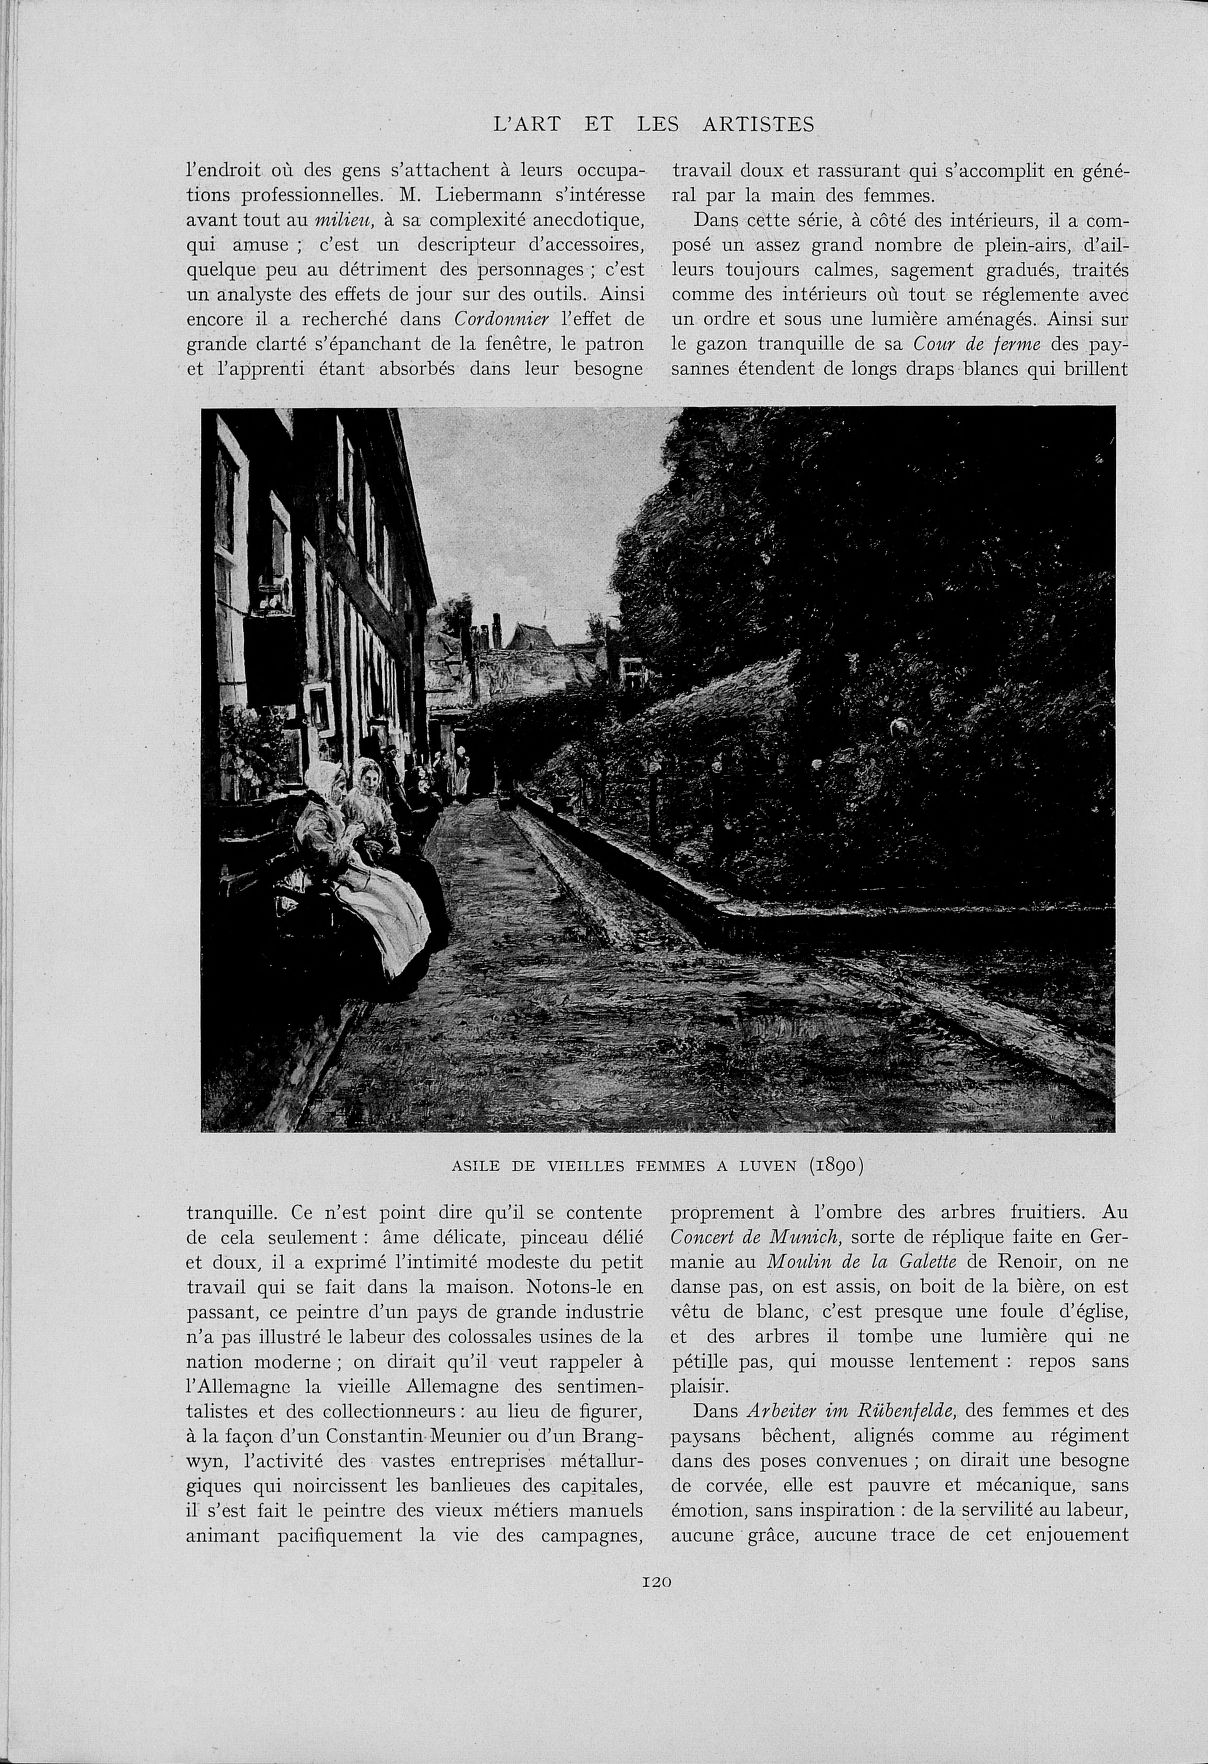 L'ART ET LES ARTISTES
l'endroit où des gens s'attachent à leurs occupa-
tions professionnelles. M. Liebermann s'intéresse
avant tout au milieu, à sa complexité anecdotique,
qui amuse ; c'est un descripteur d'accessoires,
quelque peu au détriment des personnages ; c'est
un analyste des effets de jour sur des outils. Ainsi
encore il a recherché dans Cordonnier l'effet de
grande clarté s'épanchant de la fenêtre, le patron
et l'apprenti étant absorbés dans leur besogne
travail doux et rassurant qui s'accomplit en géné-
ral par la main des femmes.
Dans cette série, à côté des intérieurs, il a com-
posé un assez grand nombre de plein-airs, d'ail-
leurs toujours calmes, sagement gradués, traités
comme des intérieurs où tout se réglemente avec
un ordre et sous une lumière aménagés. Ainsi sur
le gazon tranquille de sa Cour de ferme des pay-
sannes étendent de longs draps blancs qui brillent
ASILE DE VIEILLES FEMMES A LUVEN (1890)
tranquille. Ce n'est point dire qu'il se contente
de cela seulement : âme délicate, pinceau délié
et doux, il a exprimé l'intimité modeste du petit
travail qui se fait dans la maison. Notons-le en
passant, ce peintre d'un pays de grande industrie
n'a pas illustré le labeur des colossales usines de la
nation moderne ; on dirait qu'il veut rappeler à
l'Allemagne la vieille Allemagne des sentimen-
talistes et des collectionneurs : au lieu de figurer,
à la façon d'un Constantin Meunier ou d'un Brang-
wyn, l'activité des vastes entreprises métallur-
giques qui noircissent les banlieues des capitales,
il s'est fait le peintre des vieux métiers manuels
animant pacifiquement la vie des campagnes,
proprement à l'ombre des arbres fruitiers. Au
Concert de Munich, sorte de réplique faite en Ger-
manie au Moulin de la Galette de Renoir, on ne
danse pas, on est assis, on boit de la bière, on est
vêtu de blanc, c'est presque une foule d'église,
et des arbres il tombe une lumière qui ne
pétille pas, qui mousse lentement : repos sans
plaisir.
Dans Arbeiter im Rübenfelde, des femmes et des
paysans bêchent, alignés comme au régiment
dans des poses convenues ; on dirait une besogne
de corvée, elle est pauvre et mécanique, sans
émotion, sans inspiration : de la servilité au labeur,
aucune grâce, aucune trace de cet enjouement
120